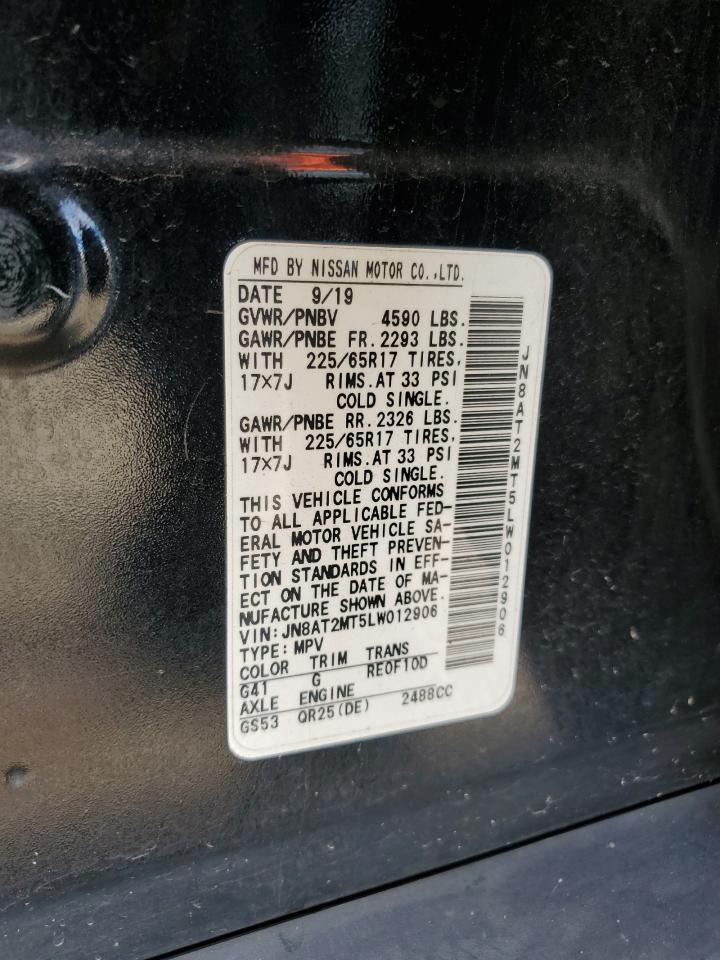 MFD BY NISSAN MOTOR CO.,LTD.
DATE 9/19
GVWR/PNBV 4590 LBS.
GAWR/PNBE FR.2293 LBS.
WITH 225/65R17 TIRES,
17×7J RIMS.AT 33 PSI
COLD SINGLE.
GAWR/PNBE RR.2326 LBS.
WITH 225/65R17 TIRES,
17×7J RIMS.AT 33 PSI
COLD SINGLE.
THIS VEHICLE CONFORMS
TO ALL APPLICABLE FED-
ERAL MOTOR VEHICLE SA-
FETY AND THEFT PREVEN-
TION STANDARDS IN EFF-
ECT ON THE DATE OF MA-
NUFACTURE SHOWN ABOVE.
VIN:JN8AT2MT5LW012906
TYPE:MPV
COLOR TRIM TRANS
G41 G RE0F10D
AXLE ENGINE
GS53 QR25(DE) 2488CC
JN8AT2MT5LW012906